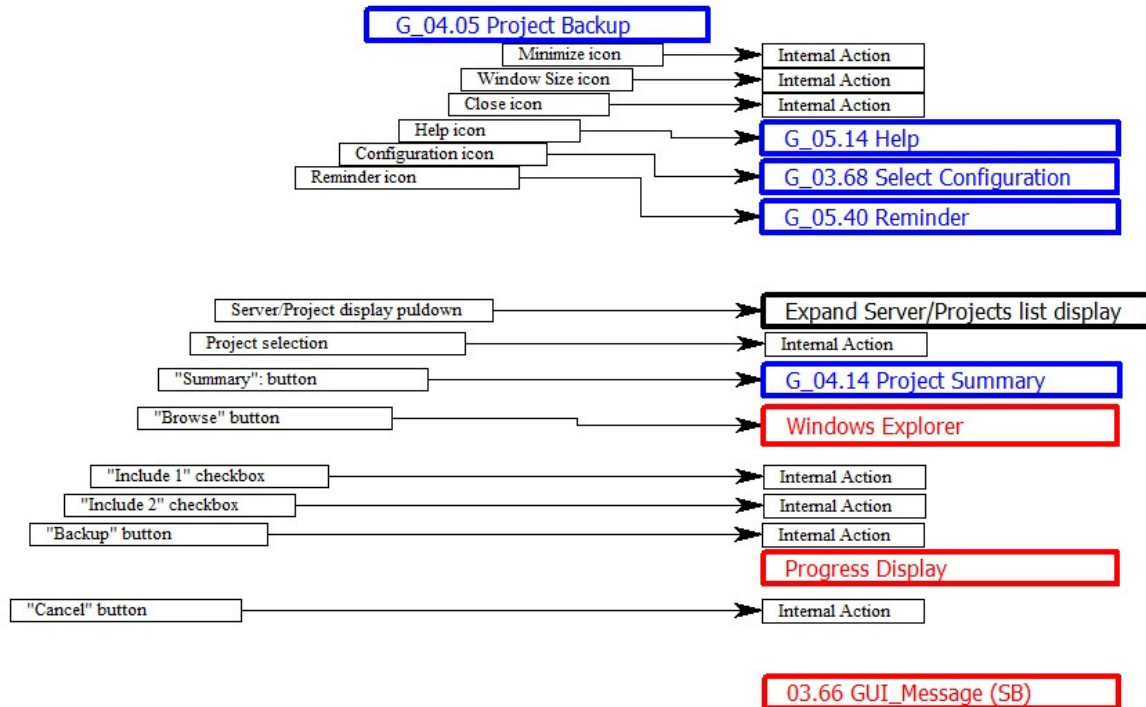 G_04.05 Project Backup
Minimize icon
Internal Action
Window Size icon
Internal Action
Close icon
Internal Action
Help icon
G_05.14 Help
Configuration icon
G_03.68 Select Configuration
Reminder icon
G_05.40 Reminder
Server/Project display puldown
Expand Server/Projects list display
Project selection
Internal Action
"Summary": button
G_04.14 Project Summary
"Browse" button
Windows Explorer
"Include 1" checkbox
Internal Action
"Include 2" checkbox
Internal Action
"Backup" button
Internal Action
Progress Display
"Cancel" button
Internal Action
03.66 GUI_Message (SB)